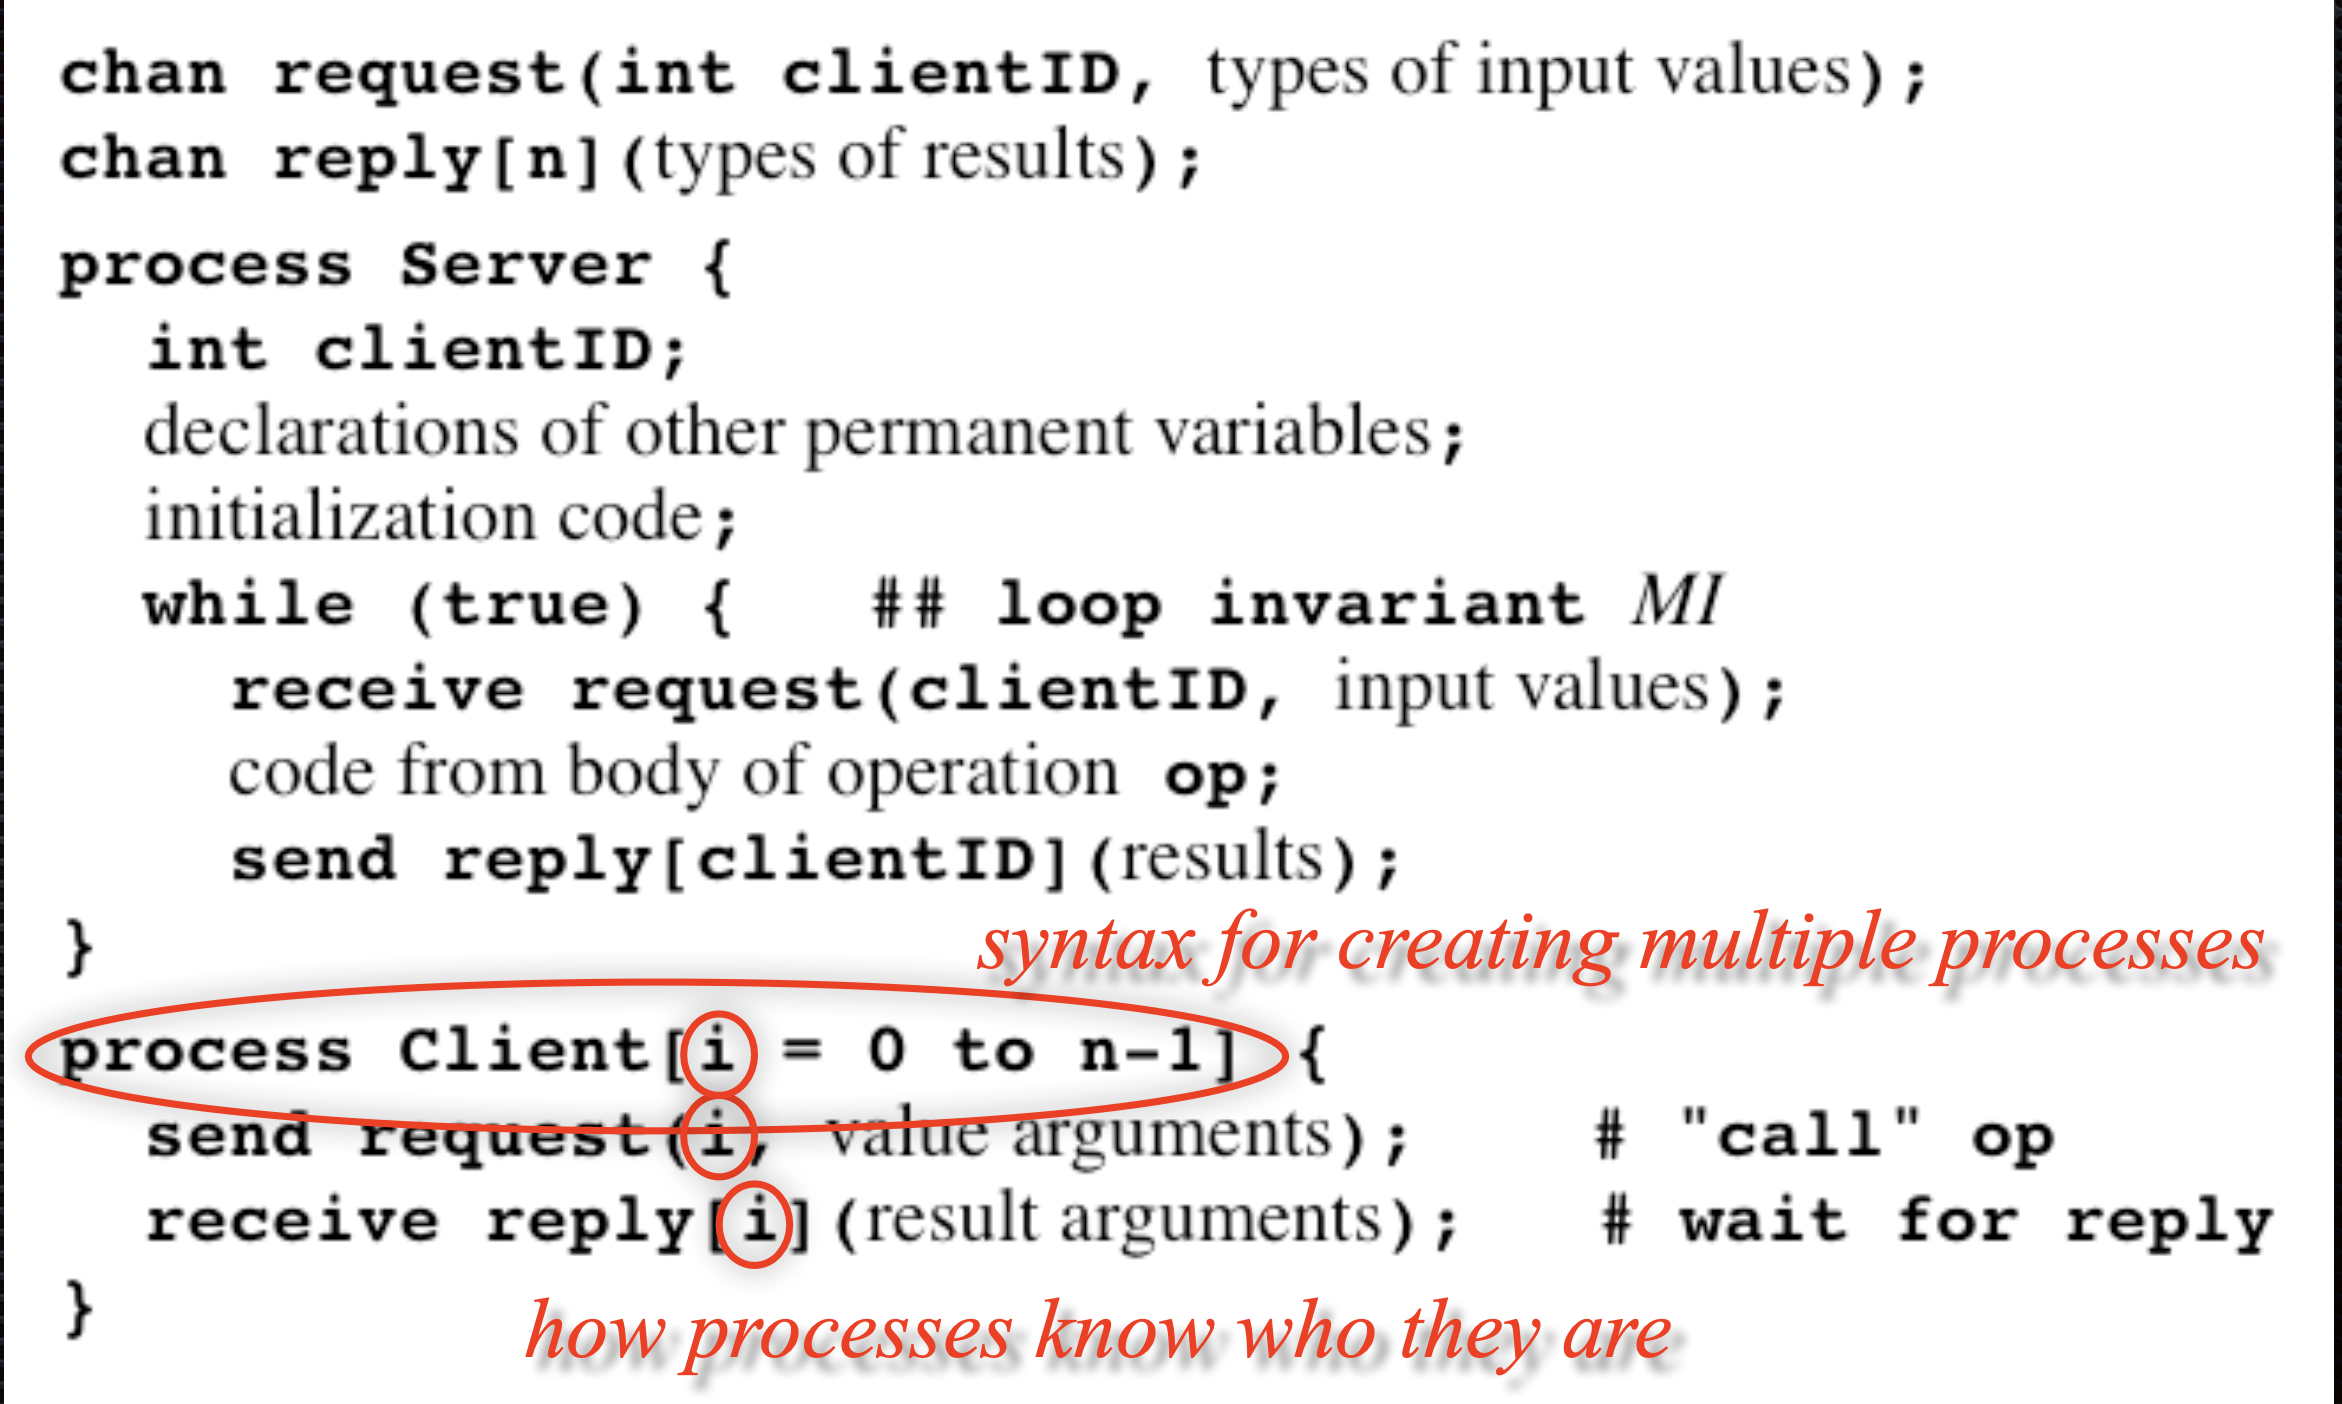 chan request(int clientID, types of input values);
chan reply[n](types of results);
process Server {
int clientID;
declarations of other permanent variables;
initialization code;
while (true) { ## loop invariant MI
receive request(clientID, input values);
code from body of operation op;
send reply[clientID](results);
}
syntax for creating multiple processes
process Client[i = 0 to n-1] {
send request(i, value arguments); # "call" op
receive reply[i](result arguments); # wait for reply
}
how processes know who they are